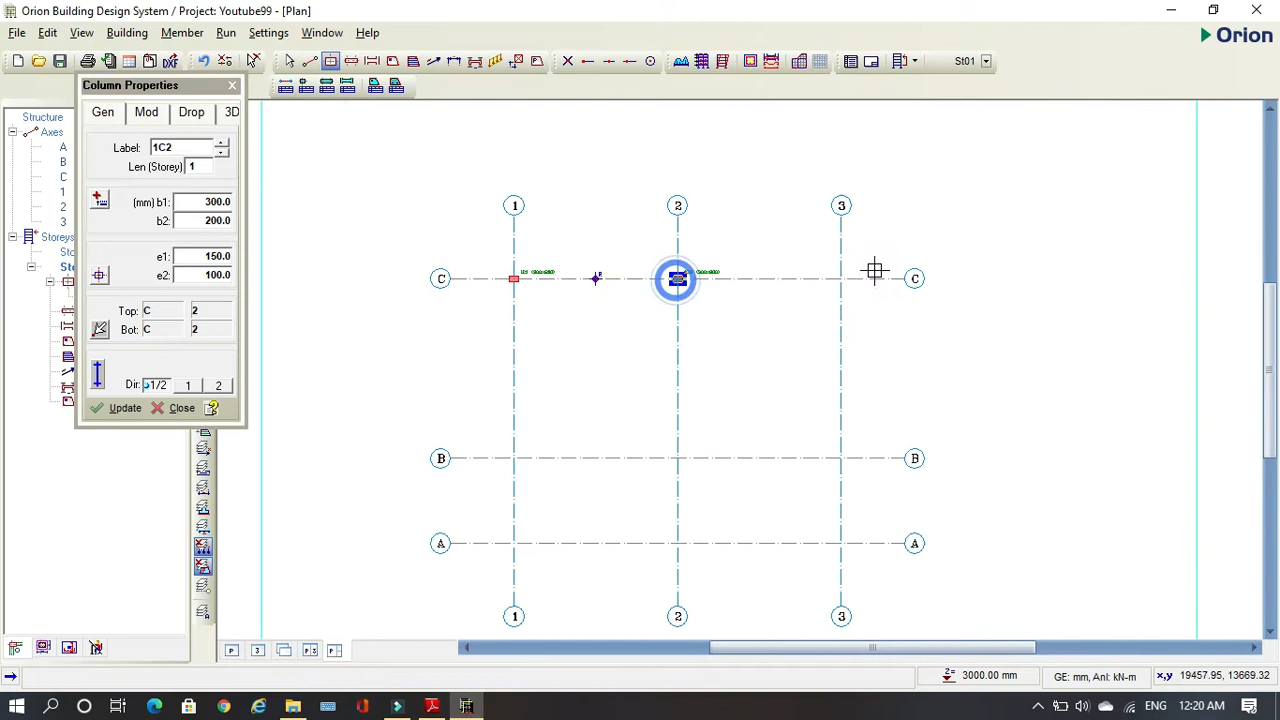 Orion Building Design System / Project: Youtube99 - [Plan]
File Edit View Building Member Run Settings Window Help
Orion
St01
Column Properties
Gen Mod Drop 3D
Label: 1C2
Len (Storey) 1
(mm) b1: 300.0
b2: 200.0
e1: 150.0
e2: 100.0
Top: C 2
Bot: C 2
Dir: 1/2 1 2
Update Close
Structure
Axes
A
B
C
1
2
3
Storeys
1 2 3
C C
B B
A A
1 2 3
Z=
3000.00 mm
GE: mm, Anl: kN-m
x,y 19457.95, 13669.32
ENG 12:20 AM